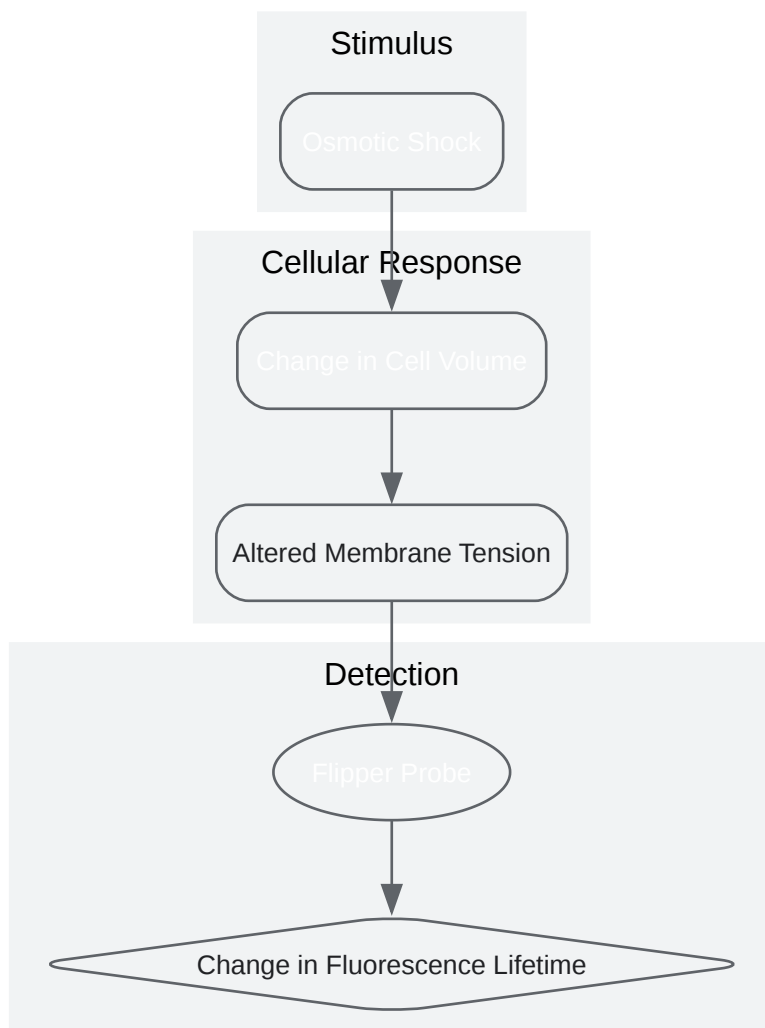 Stimulus
Osmotic Shock
Cellular Response
Change in Cell Volume
Altered Membrane Tension
Detection
Flipper Probe
Change in Fluorescence Lifetime